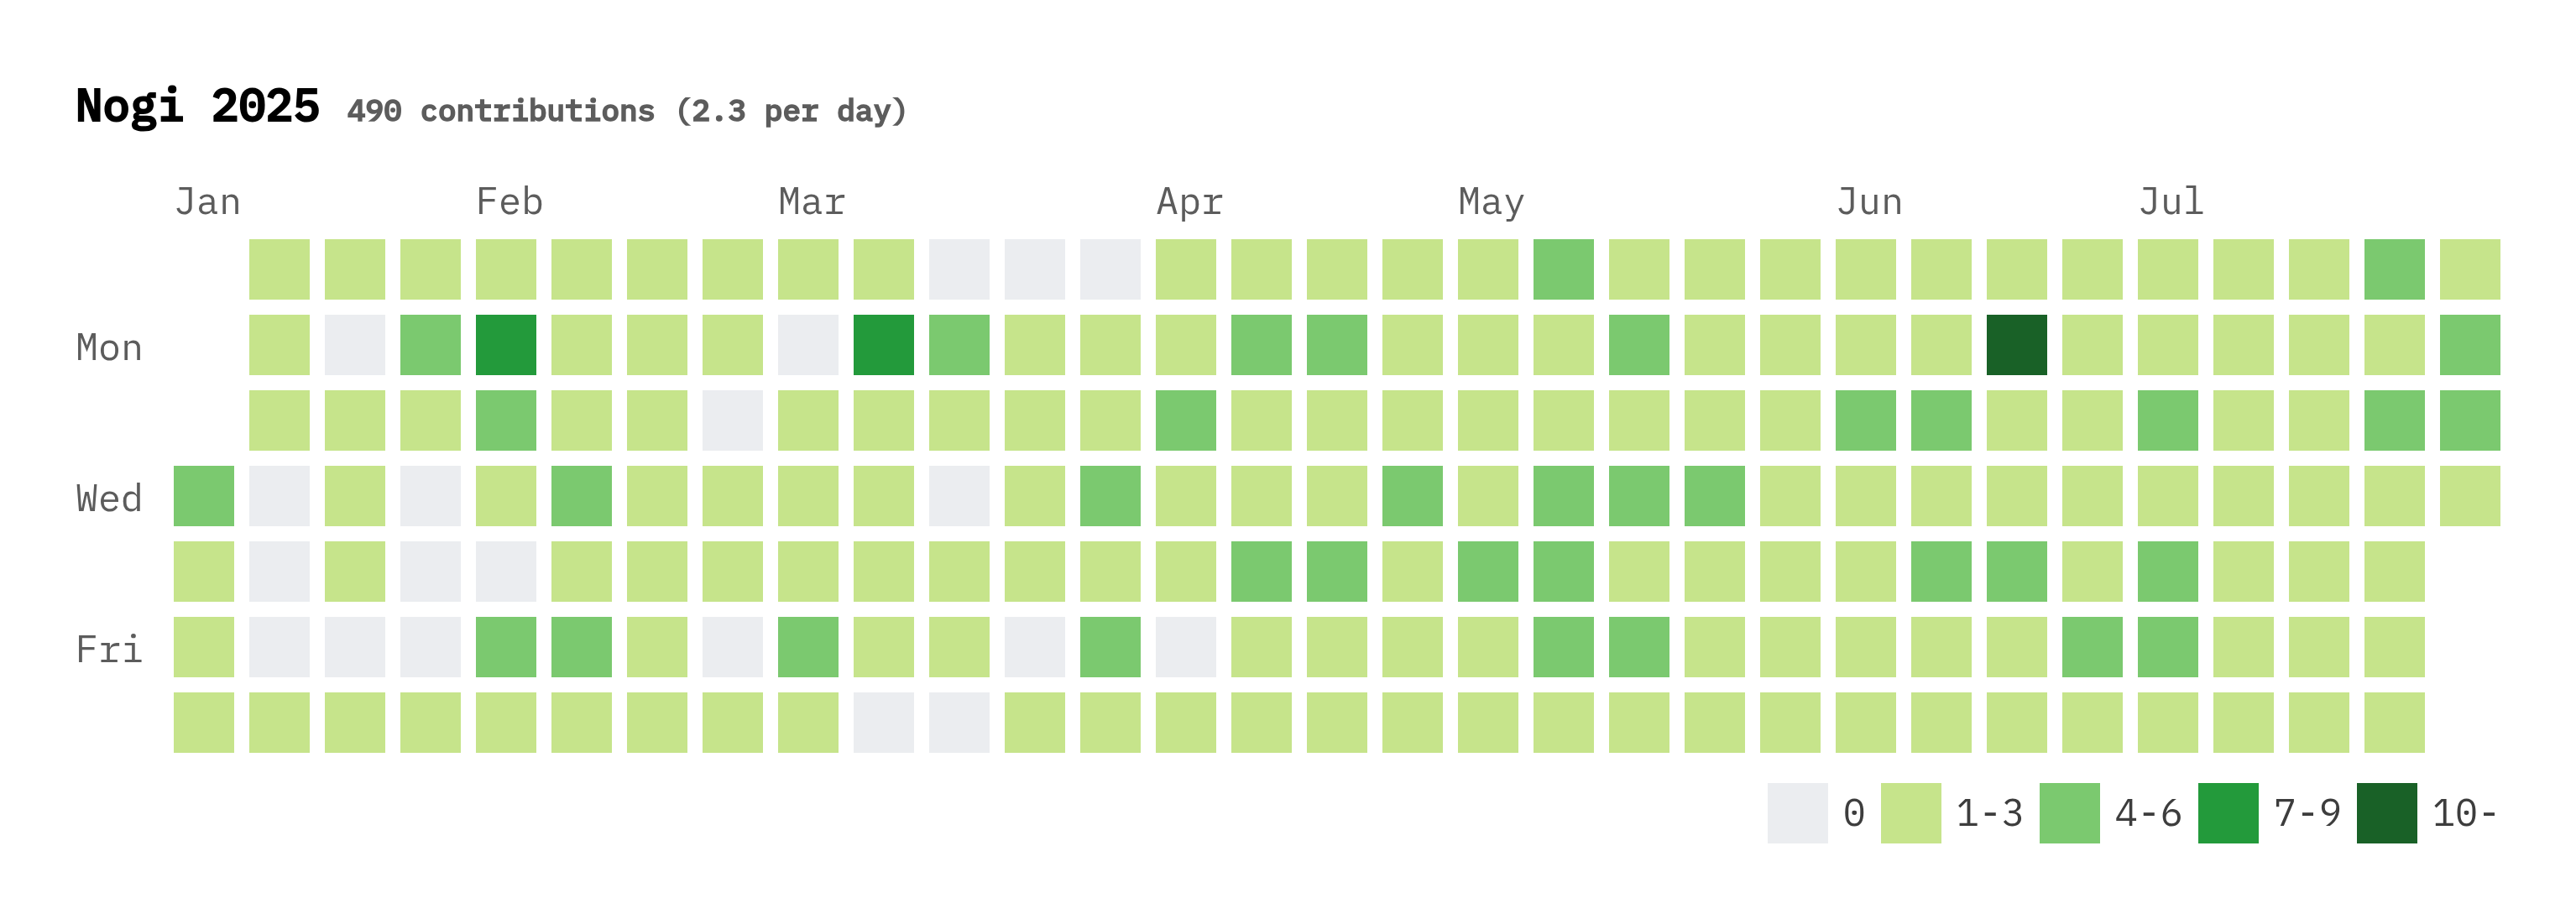 Nogi 2025 490 contributions (2.3 per day)
Jan Feb Mar Apr May Jun Jul
Mon
Wed
Fri
0 1-3 4-6 7-9 10-